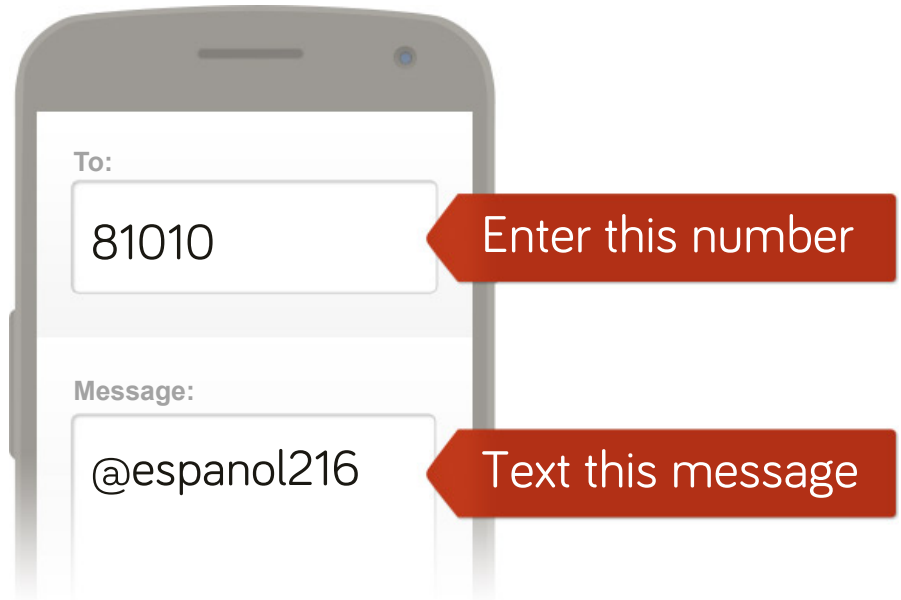 To:
81010
Enter this number
Message:
@espanol216
Text this message